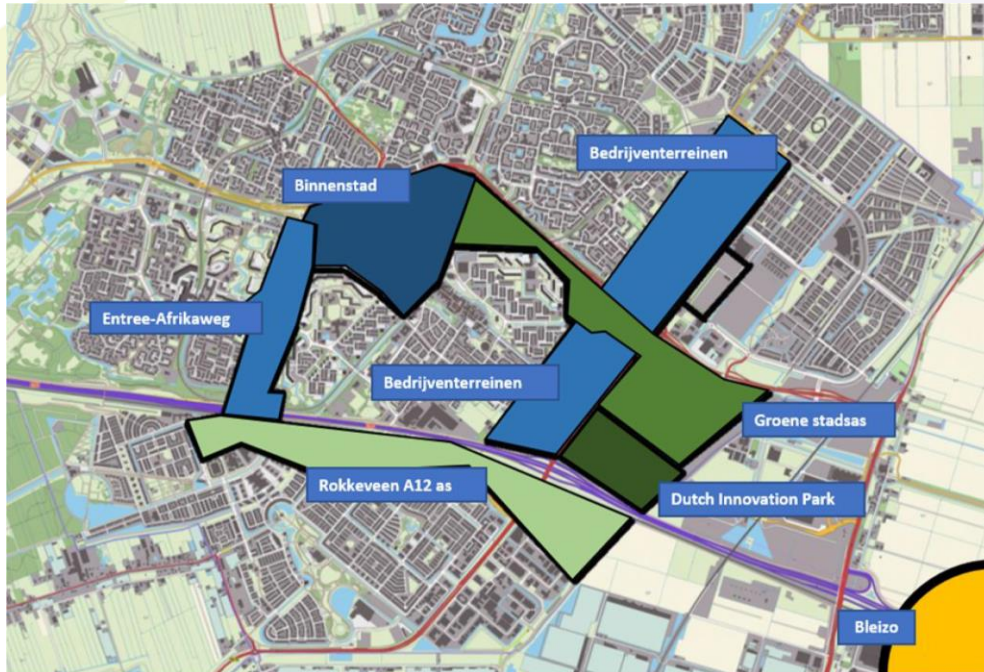 Bedrijventerreinen
Binnenstad
Entree-Afrikaweg
Bedrijventerreinen
Groene stadsas
Rokkeveen A12 as
Dutch Innovation Park
Bleizo